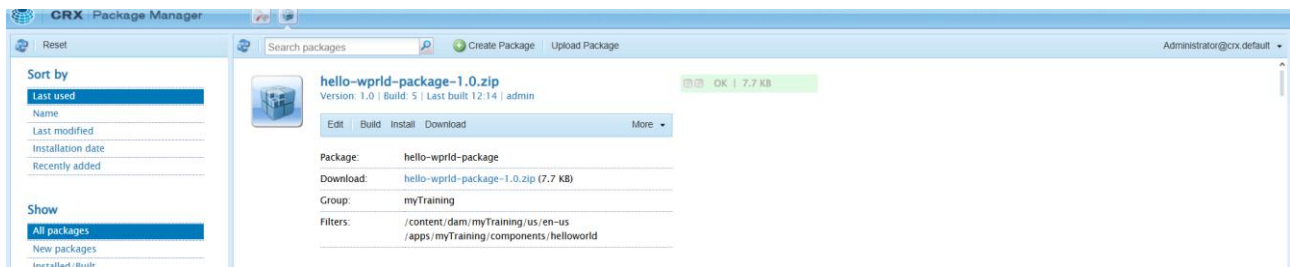 CRX Package Manager
Reset
Search packages
Create Package
Upload Package
Administrator@crx.default
Sort by
Last used
Name
Last modified
Installation date
Recently added
Show
All packages
New packages
Installed/Built
hello-wprld-package-1.0.zip
Version: 1.0 | Build: 5 | Last built 12:14 | admin
OK | 7.7 KB
Edit Build Install Download More
Package: hello-wprld-package
Download: hello-wprld-package-1.0.zip (7.7 KB)
Group: myTraining
Filters: /content/dam/myTraining/us/en-us
/apps/myTraining/components/helloworld